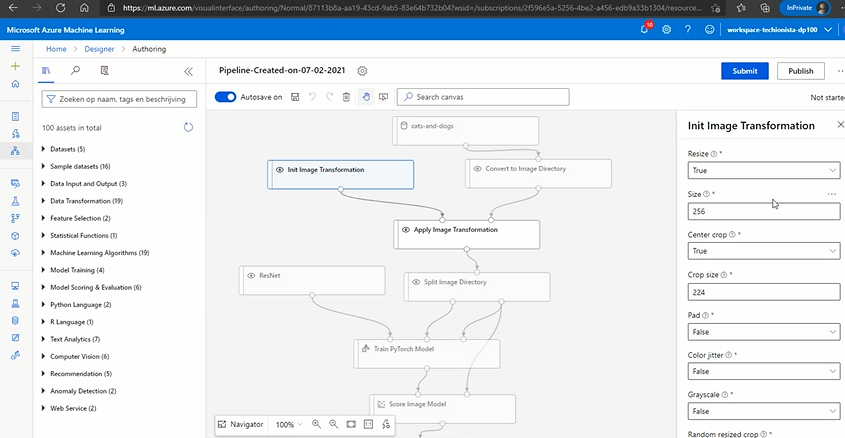 https://ml.azure.com/visualinterface/authoring/Normal/87113b8a-aa19-43cd-9ab5-83e64b732b047?wsid=/subscriptions/2f596e5a-5256-4be2-a456-edb9a33b1304/resource...
InPrivate
Microsoft Azure Machine Learning
10
workspace-techionista-dp100
Home > Designer > Authoring
Pipeline-Created-on-07-02-2021
Submit
Publish
Zoeken op naam, tags en beschrijving
Autosave on
Search canvas
Not starte
100 assets in total
Datasets (5)
Sample datasets (16)
Data Input and Output (3)
Data Transformation (19)
Feature Selection (2)
Statistical Functions (1)
Machine Learning Algorithms (19)
Model Training (4)
Model Scoring & Evaluation (6)
Python Language (2)
R Language (1)
Text Analytics (7)
Computer Vision (6)
Recommendation (5)
Anomaly Detection (2)
Web Service (2)
cats-and-dogs
Init Image Transformation
Convert to Image Directory
Apply Image Transformation
ResNet
Split Image Directory
Train PyTorch Model
Score Image Model
Navigator
100%
Init Image Transformation
Resize *
True
Size *
256
Center crop *
True
Crop size *
224
Pad *
False
Color jitter *
False
Grayscale *
False
Random resized crop *